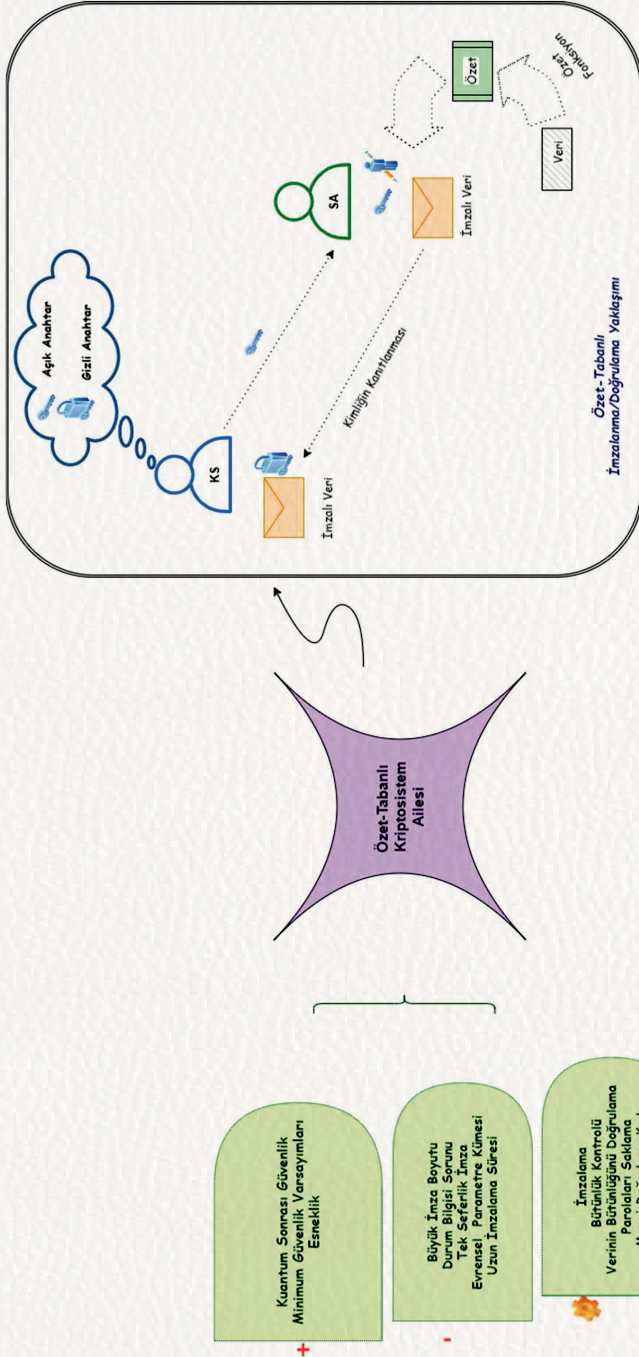 +
Kuantum Sonrası Güvenlik
Minimum Güvenlik Varsayımları
Esneklik
-
Büyük İmza Boyutu
Durum Bilgisi Sorunu
Tek Seferlik İmza
Evrensel Parametre Kümesi
Uzun İmzalama Süresi
İmzalama
Bütünlük Kontrolü
Verinin Bütünlüğünü Doğrulama
Parolaları Saklama
Özet-Tabanlı
Kriptosistem
Ailesi
Açık Anahtar
Gizli Anahtar
KS
İmzalı Veri
Kimliğin Kanıtlanması
SA
İmzalı Veri
Özet
Özet
Fonksiyon
Veri
Özet-Tabanlı
İmzalanma/Doğrulama Yaklaşımı